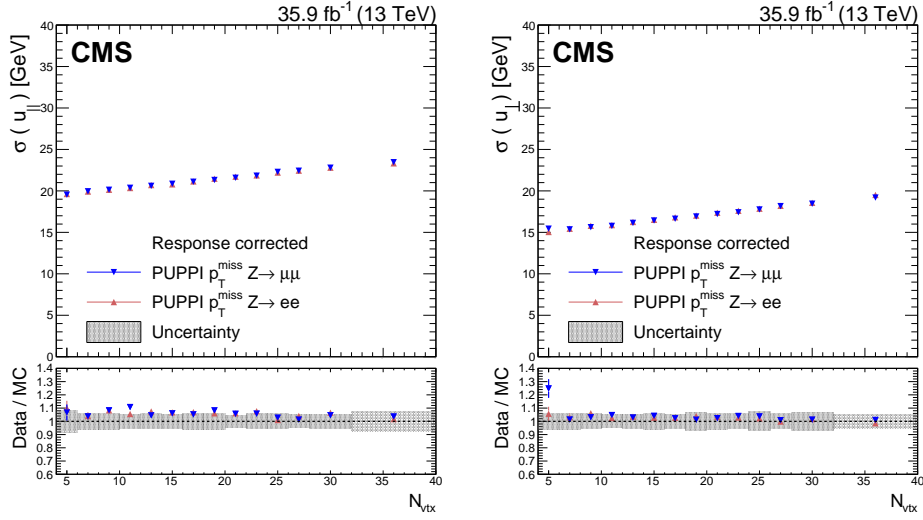 35.9 fb⁻¹ (13 TeV)
CMS
σ ( u∥ ) [GeV]
40
35
30
25
20
15
10
5
0
Response corrected
PUPPI p_T^miss Z→ μμ
PUPPI p_T^miss Z→ ee
Uncertainty
Data / MC
1.4
1.3
1.2
1.1
1
0.9
0.8
0.7
0.6
5 10 15 20 25 30 35 40
N_vtx
35.9 fb⁻¹ (13 TeV)
CMS
σ ( u⊥ ) [GeV]
40
35
30
25
20
15
10
5
0
Response corrected
PUPPI p_T^miss Z→ μμ
PUPPI p_T^miss Z→ ee
Uncertainty
Data / MC
1.4
1.3
1.2
1.1
1
0.9
0.8
0.7
0.6
5 10 15 20 25 30 35 40
N_vtx